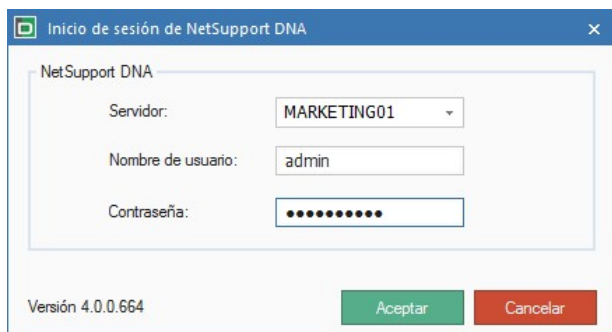 Inicio de sesión de NetSupport DNA
NetSupport DNA
Servidor: MARKETING01
Nombre de usuario: admin
Contraseña: ●●●●●●●●●●
Versión 4.0.0.664 Aceptar Cancelar